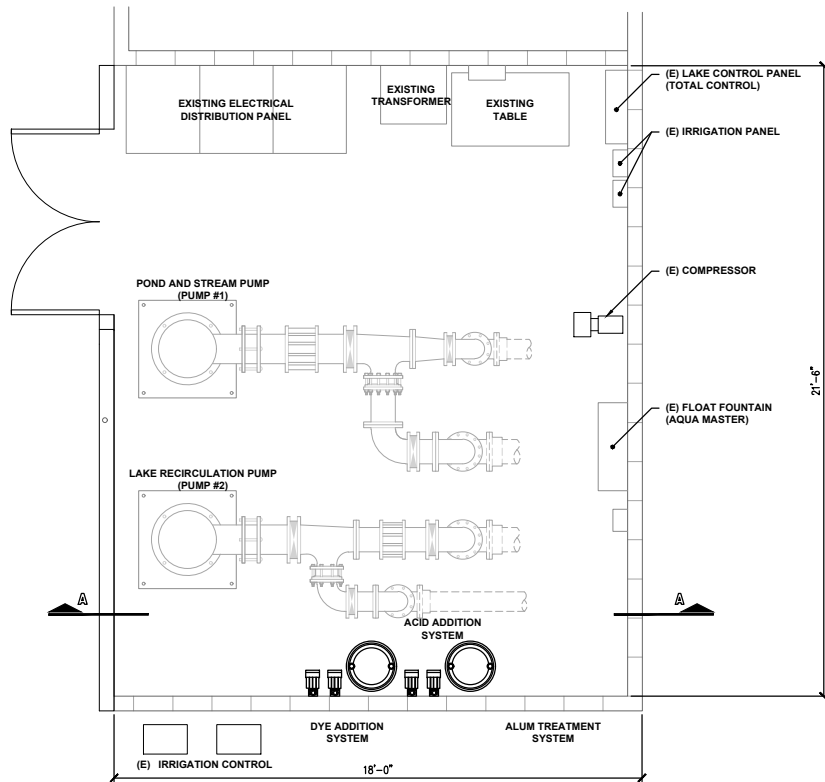 (E) LAKE CONTROL PANEL
(TOTAL CONTROL)
EXISTING ELECTRICAL
DISTRIBUTION PANEL
EXISTING
TRANSFORMER
EXISTING
TABLE
(E) IRRIGATION PANEL
POND AND STREAM PUMP
(PUMP #1)
(E) COMPRESSOR
21'-6"
(E) FLOAT FOUNTAIN
(AQUA MASTER)
LAKE RECIRCULATION PUMP
(PUMP #2)
A
A
ACID ADDITION
SYSTEM
DYE ADDITION
SYSTEM
ALUM TREATMENT
SYSTEM
(E) IRRIGATION CONTROL
18'-0"